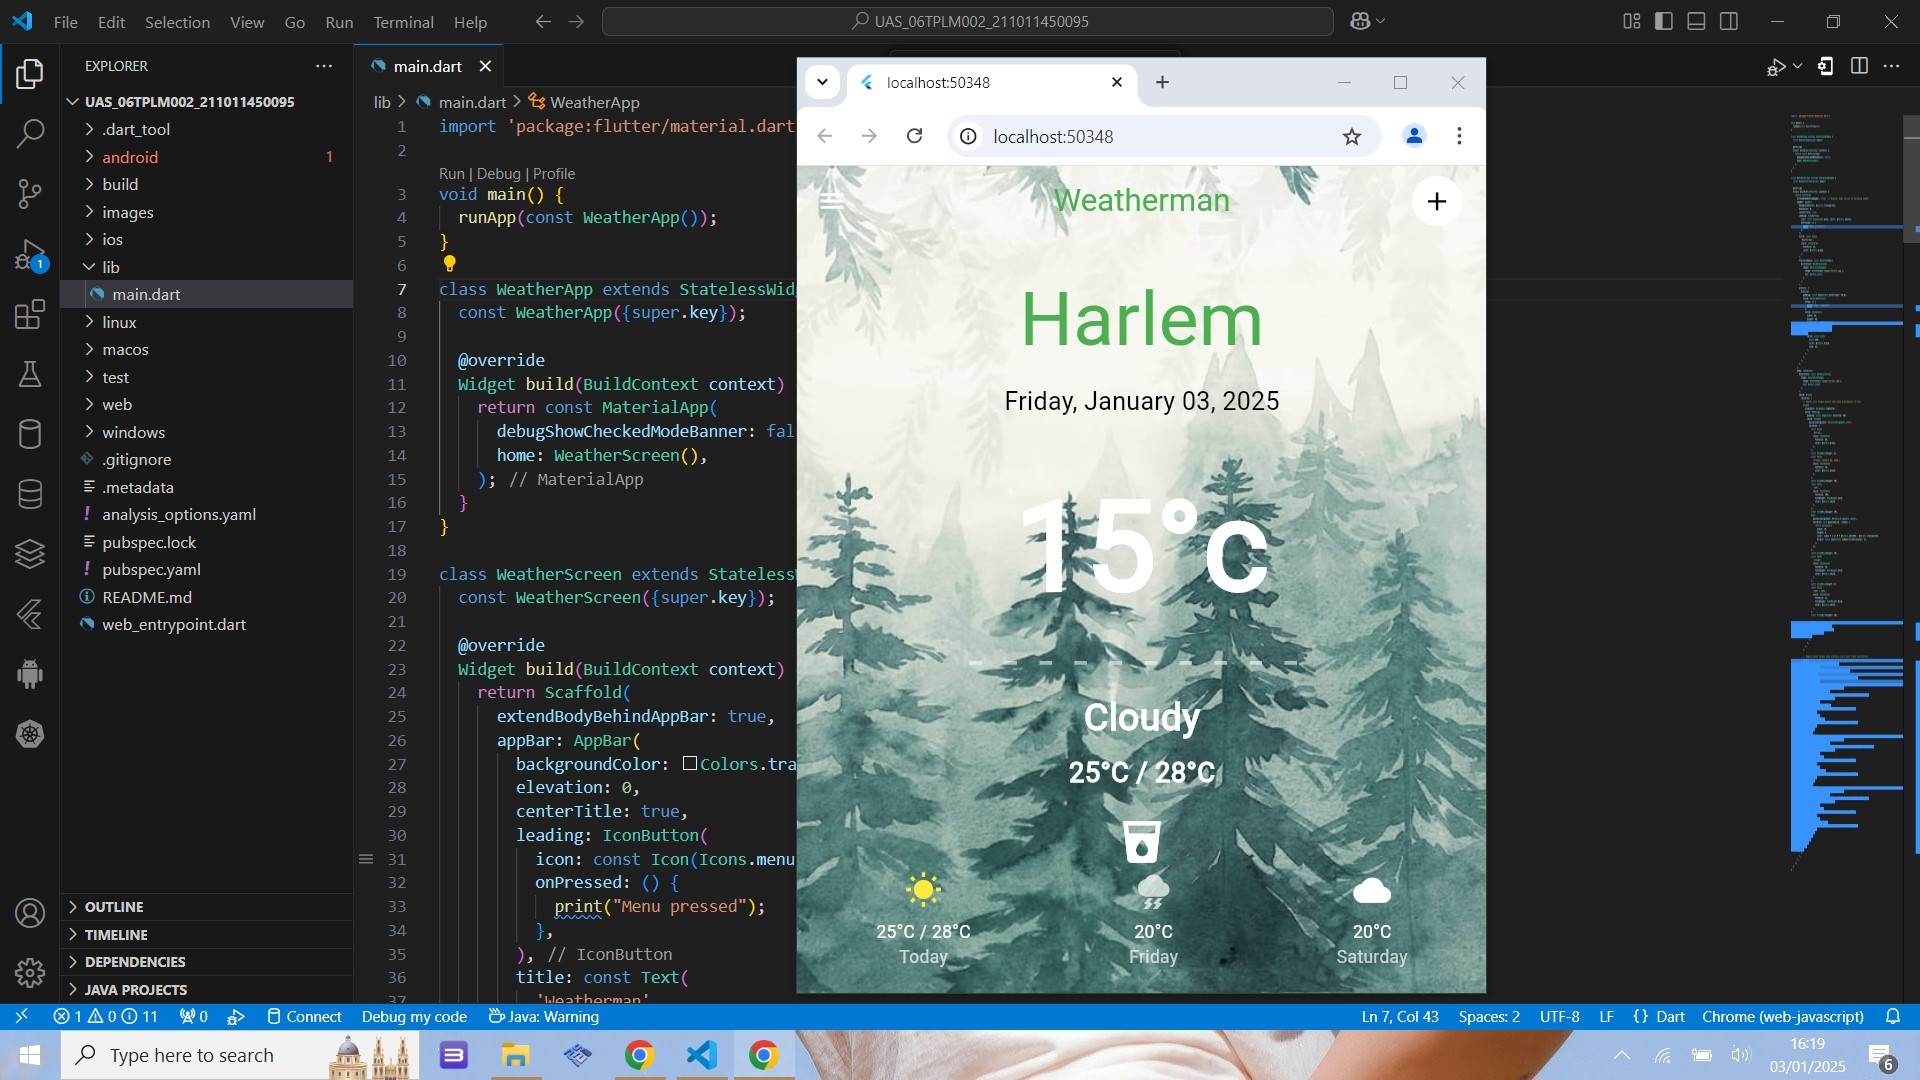 File Edit Selection View Go Run Terminal Help
UAS_06TPLM002_211011450095
EXPLORER
UAS_06TPLM002_211011450095
.dart_tool
android 1
build
images
ios
lib
main.dart
linux
macos
test
web
windows
.gitignore
.metadata
analysis_options.yaml
pubspec.lock
pubspec.yaml
README.md
web_entrypoint.dart
OUTLINE
TIMELINE
DEPENDENCIES
JAVA PROJECTS
1
main.dart
lib > main.dart > WeatherApp
1 import 'package:flutter/material.dart
2
Run | Debug | Profile
3 void main() {
4 runApp(const WeatherApp());
5 }
6
7 class WeatherApp extends StatelessWid
8 const WeatherApp({super.key});
9
10 @override
11 Widget build(BuildContext context)
12 return const MaterialApp(
13 debugShowCheckedModeBanner: fal
14 home: WeatherScreen(),
15 ); // MaterialApp
16 }
17 }
18
19 class WeatherScreen extends Stateless
20 const WeatherScreen({super.key});
21
22 @override
23 Widget build(BuildContext context)
24 return Scaffold(
25 extendBodyBehindAppBar: true,
26 appBar: AppBar(
27 backgroundColor: Colors.tra
28 elevation: 0,
29 centerTitle: true,
30 leading: IconButton(
31 icon: const Icon(Icons.menu
32 onPressed: () {
33 print("Menu pressed");
34 },
35 ), // IconButton
36 title: const Text(
37 'Weatherman'
localhost:50348
localhost:50348
Weatherman
Harlem
Friday, January 03, 2025
15°c
Cloudy
25°C / 28°C
25°C / 28°C
Today
20°C
Friday
20°C
Saturday
1 0 11 0 Connect Debug my code Java: Warning
Ln 7, Col 43 Spaces: 2 UTF-8 LF {} Dart Chrome (web-javascript)
Type here to search
16:19
03/01/2025
6